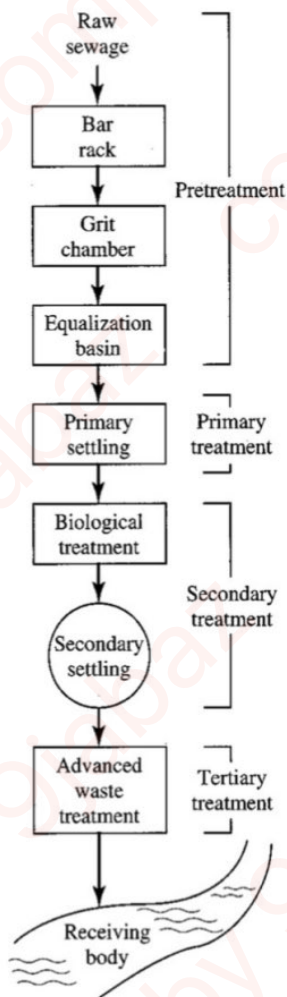 Raw
sewage
Bar
rack
Pretreatment
Grit
chamber
Equalization
basin
Primary
settling
Primary
treatment
Biological
treatment
Secondary
treatment
Secondary
settling
Advanced
waste
treatment
Tertiary
treatment
Receiving
body